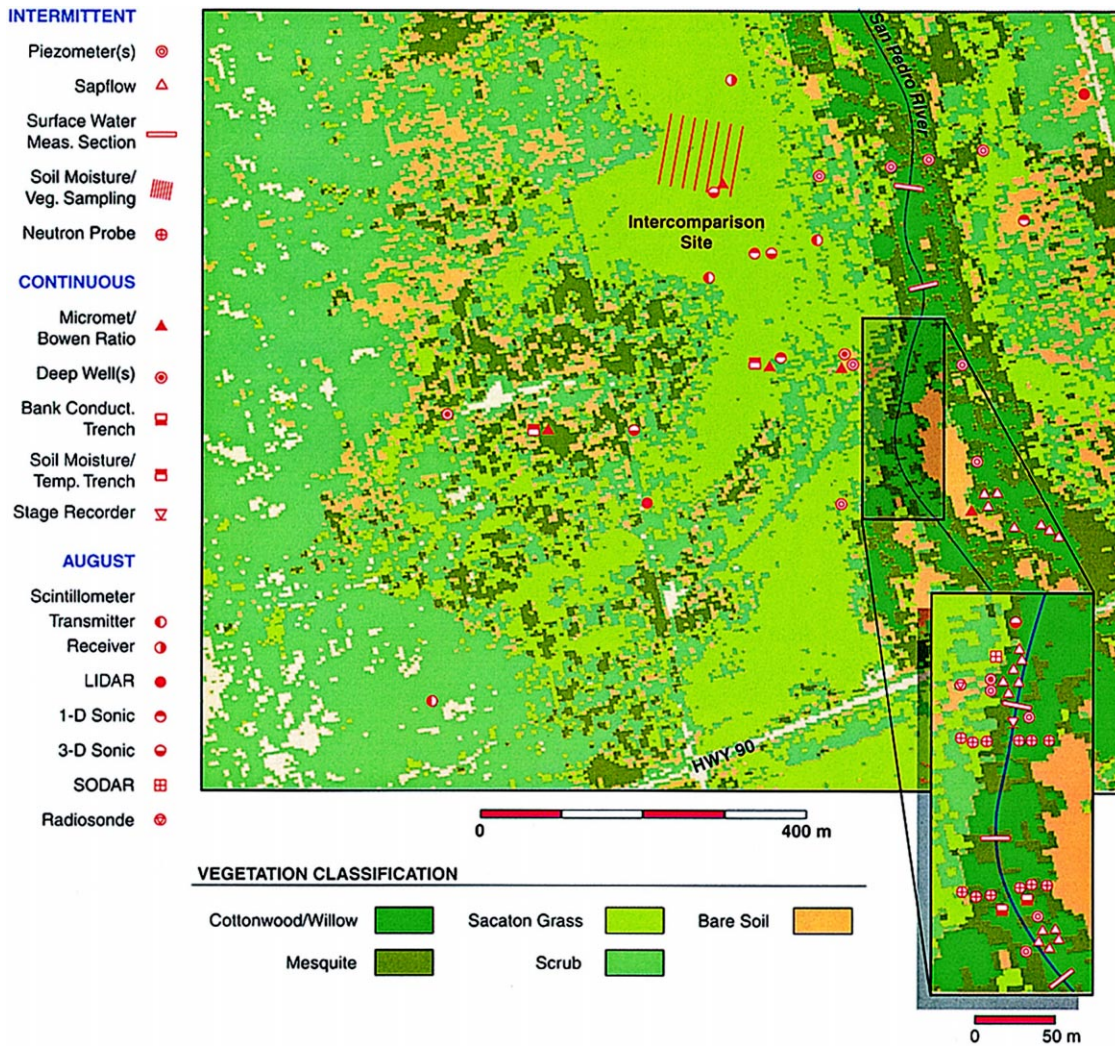 INTERMITTENT
Piezometer(s)
Sapflow
Surface Water
Meas. Section
Soil Moisture/
Veg. Sampling
Neutron Probe
CONTINUOUS
Micromet/
Bowen Ratio
Deep Well(s)
Bank Conduct.
Trench
Soil Moisture/
Temp. Trench
Stage Recorder
AUGUST
Scintillometer
Transmitter
Receiver
LIDAR
1-D Sonic
3-D Sonic
SODAR
Radiosonde
San Pedro River
Intercomparison
Site
HWY 90
0 400 m
VEGETATION CLASSIFICATION
Cottonwood/Willow
Sacaton Grass
Bare Soil
Mesquite
Scrub
0 50 m